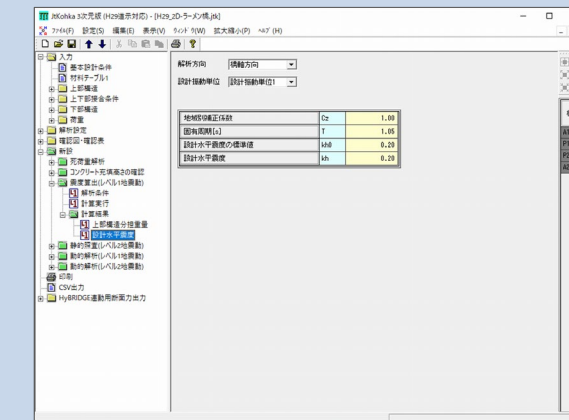 JtKohka 3次元版 (H29道示対応) - [H29_2D-ラーメン橋.jtk]
ファイル(F) 設定(S) 編集(E) 表示(V) ウィンドウ(W) 拡大縮小(P) ヘルプ(H)
入力
基本設計条件
材料テーブル1
上部構造
上下部接合条件
下部構造
荷重
解析設定
確認図・確認表
新設
死荷重解析
コンクリート充填高さの確認
震度算出(レベル1地震動)
解析条件
計算実行
計算結果
上部構造分担重量
設計水平震度
静的照査(レベル2地震動)
動的解析(レベル1地震動)
動的解析(レベル2地震動)
印刷
CSV出力
HyBRIDGE連動用断面力出力
解析方向 橋軸方向
設計振動単位 設計振動単位1
地域別補正係数 Cz 1.00
固有周期[s] T 1.05
設計水平震度の標準値 kh0 0.20
設計水平震度 kh 0.20
A1
P1
P2
A2